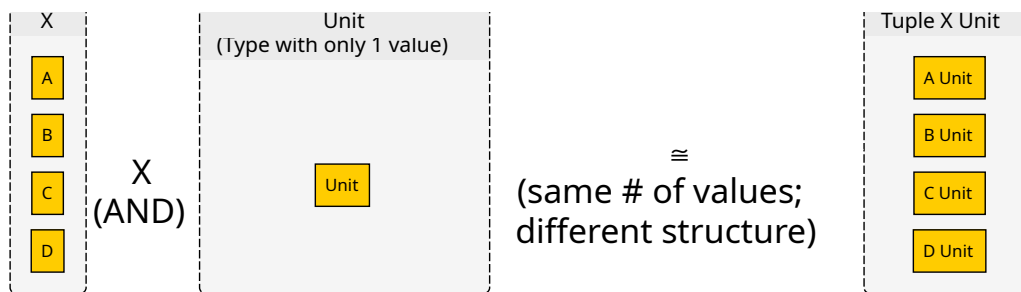 X
A
B
C
D
X
(AND)
Unit
(Type with only 1 value)
Unit
≅
(same # of values;
different structure)
Tuple X Unit
A Unit
B Unit
C Unit
D Unit